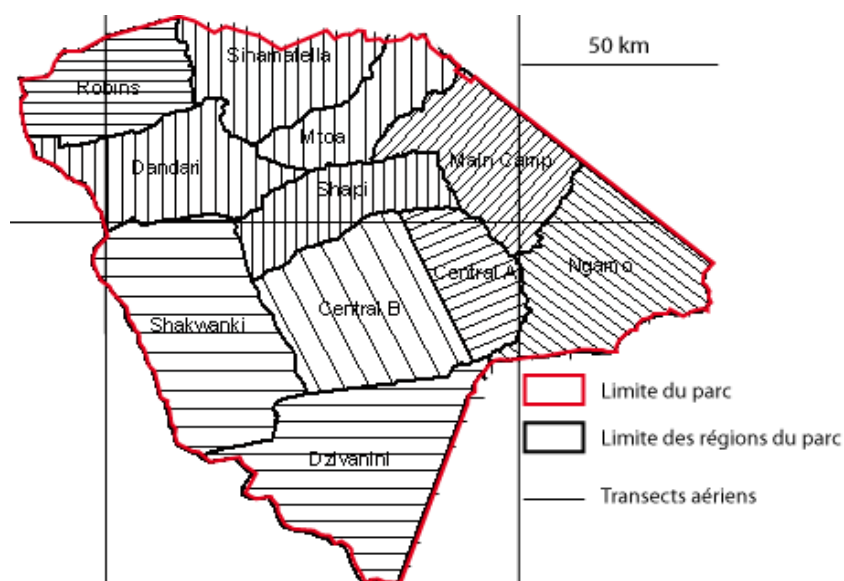 50 km
Sinamatella
Robins
Mtoa
Main Camp
Dandari
Shapi
Ngamo
Central A
Central B
Shakwanki
Limite du parc
Limite des régions du parc
Dzivanini
Transects aériens